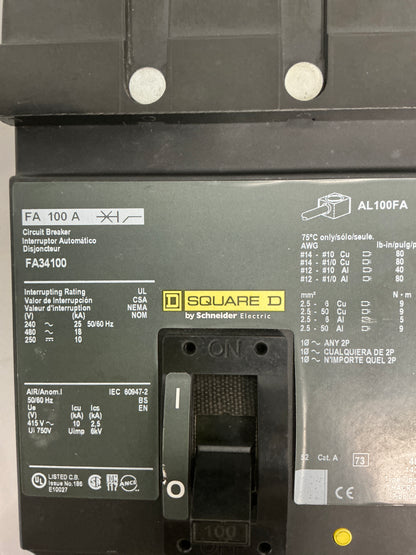 FA 100 A
Circuit Breaker
Interruptor Automático
Disjoncteur
FA34100
Interrupting Rating UL
Valor de Interrupción CSA
Valeur d'interruption NEMA
(V) (kA) NOM
240 ~ 25 50/60 Hz
480 ~ 18
250 ⎓ 10
AIR/Anom.I IEC 60947-2
50/60 Hz BS
Ue Icu Ics EN
(V) (kA) (kA)
415 V~ 10 2,5
Ui 750V Uimp 8kV
UL LISTED C.B.
Issue No.186
E10027
AL100FA
75°C only/sólo/seule.
AWG lb-in/pulg/p
#14 - #10 Cu 80
#14 - #1/0 Cu 80
#12 - #10 Al 40
#12 - #1/0 Al 80
mm² N·m
2.5 - 6 Cu 9
2.5 - 50 Cu 9
2.5 - 6 Al 5
2.5 - 50 Al 9
1Ø ~ ANY 2P
1Ø ~ CUALQUIERA DE 2P
1Ø ~ N'IMPORTE QUEL 2P
SQUARE D
by Schneider Electric
ON
I
O
100
Cat. A
73
CE